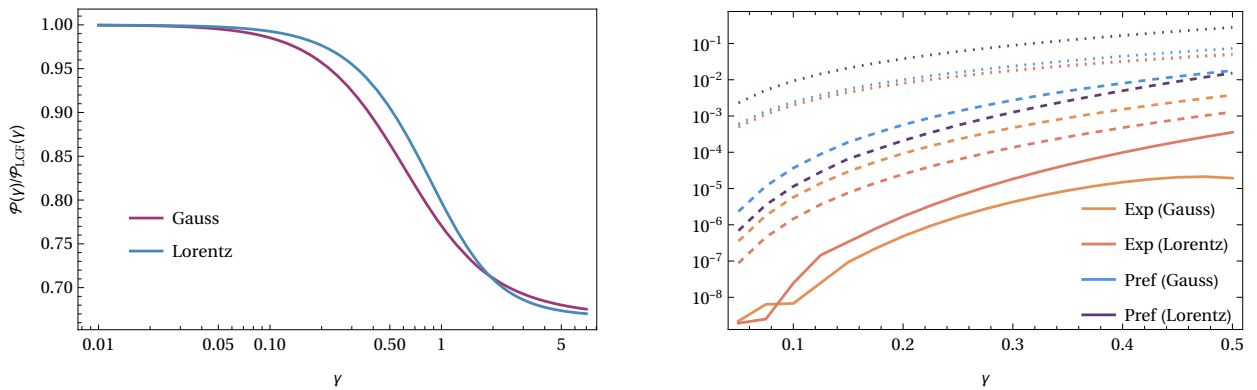 𝒫(γ)/𝒫LCF(γ)
1.00
0.95
0.90
0.85
0.80
0.75
0.70
Gauss
Lorentz
0.01
0.05
0.10
0.50
1
5
γ
10⁻¹
10⁻²
10⁻³
10⁻⁴
10⁻⁵
10⁻⁶
10⁻⁷
10⁻⁸
Exp (Gauss)
Exp (Lorentz)
Pref (Gauss)
Pref (Lorentz)
0.1
0.2
0.3
0.4
0.5
γ